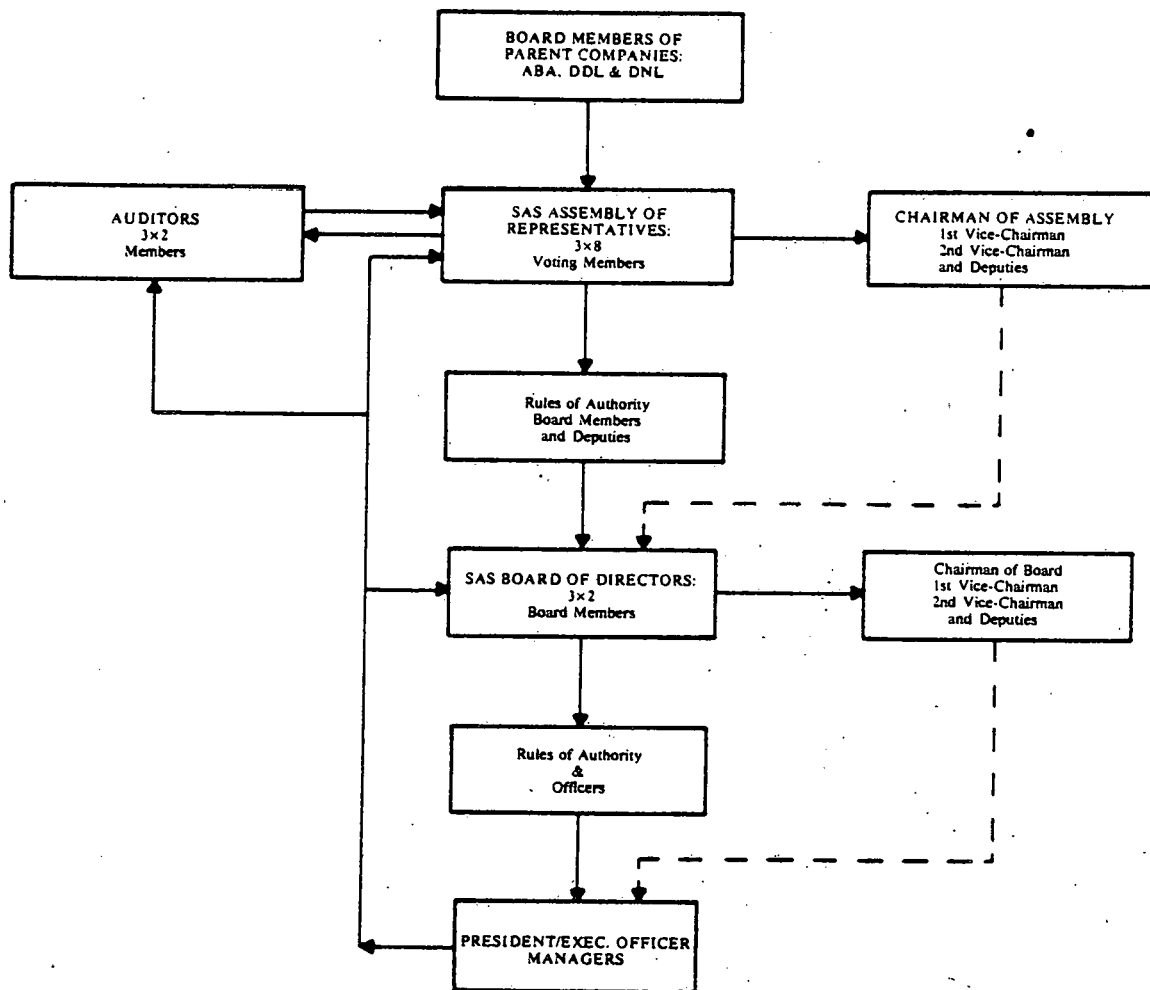 BOARD MEMBERS OF
PARENT COMPANIES:
ABA, DDL & DNL
AUDITORS
3×2
Members
SAS ASSEMBLY OF
REPRESENTATIVES:
3×8
Voting Members
CHAIRMAN OF ASSEMBLY
1st Vice-Chairman
2nd Vice-Chairman
and Deputies
Rules of Authority
Board Members
and Deputies
SAS BOARD OF DIRECTORS:
3×2
Board Members
Chairman of Board
1st Vice-Chairman
2nd Vice-Chairman
and Deputies
Rules of Authority
&
Officers
PRESIDENT/EXEC. OFFICER
MANAGERS